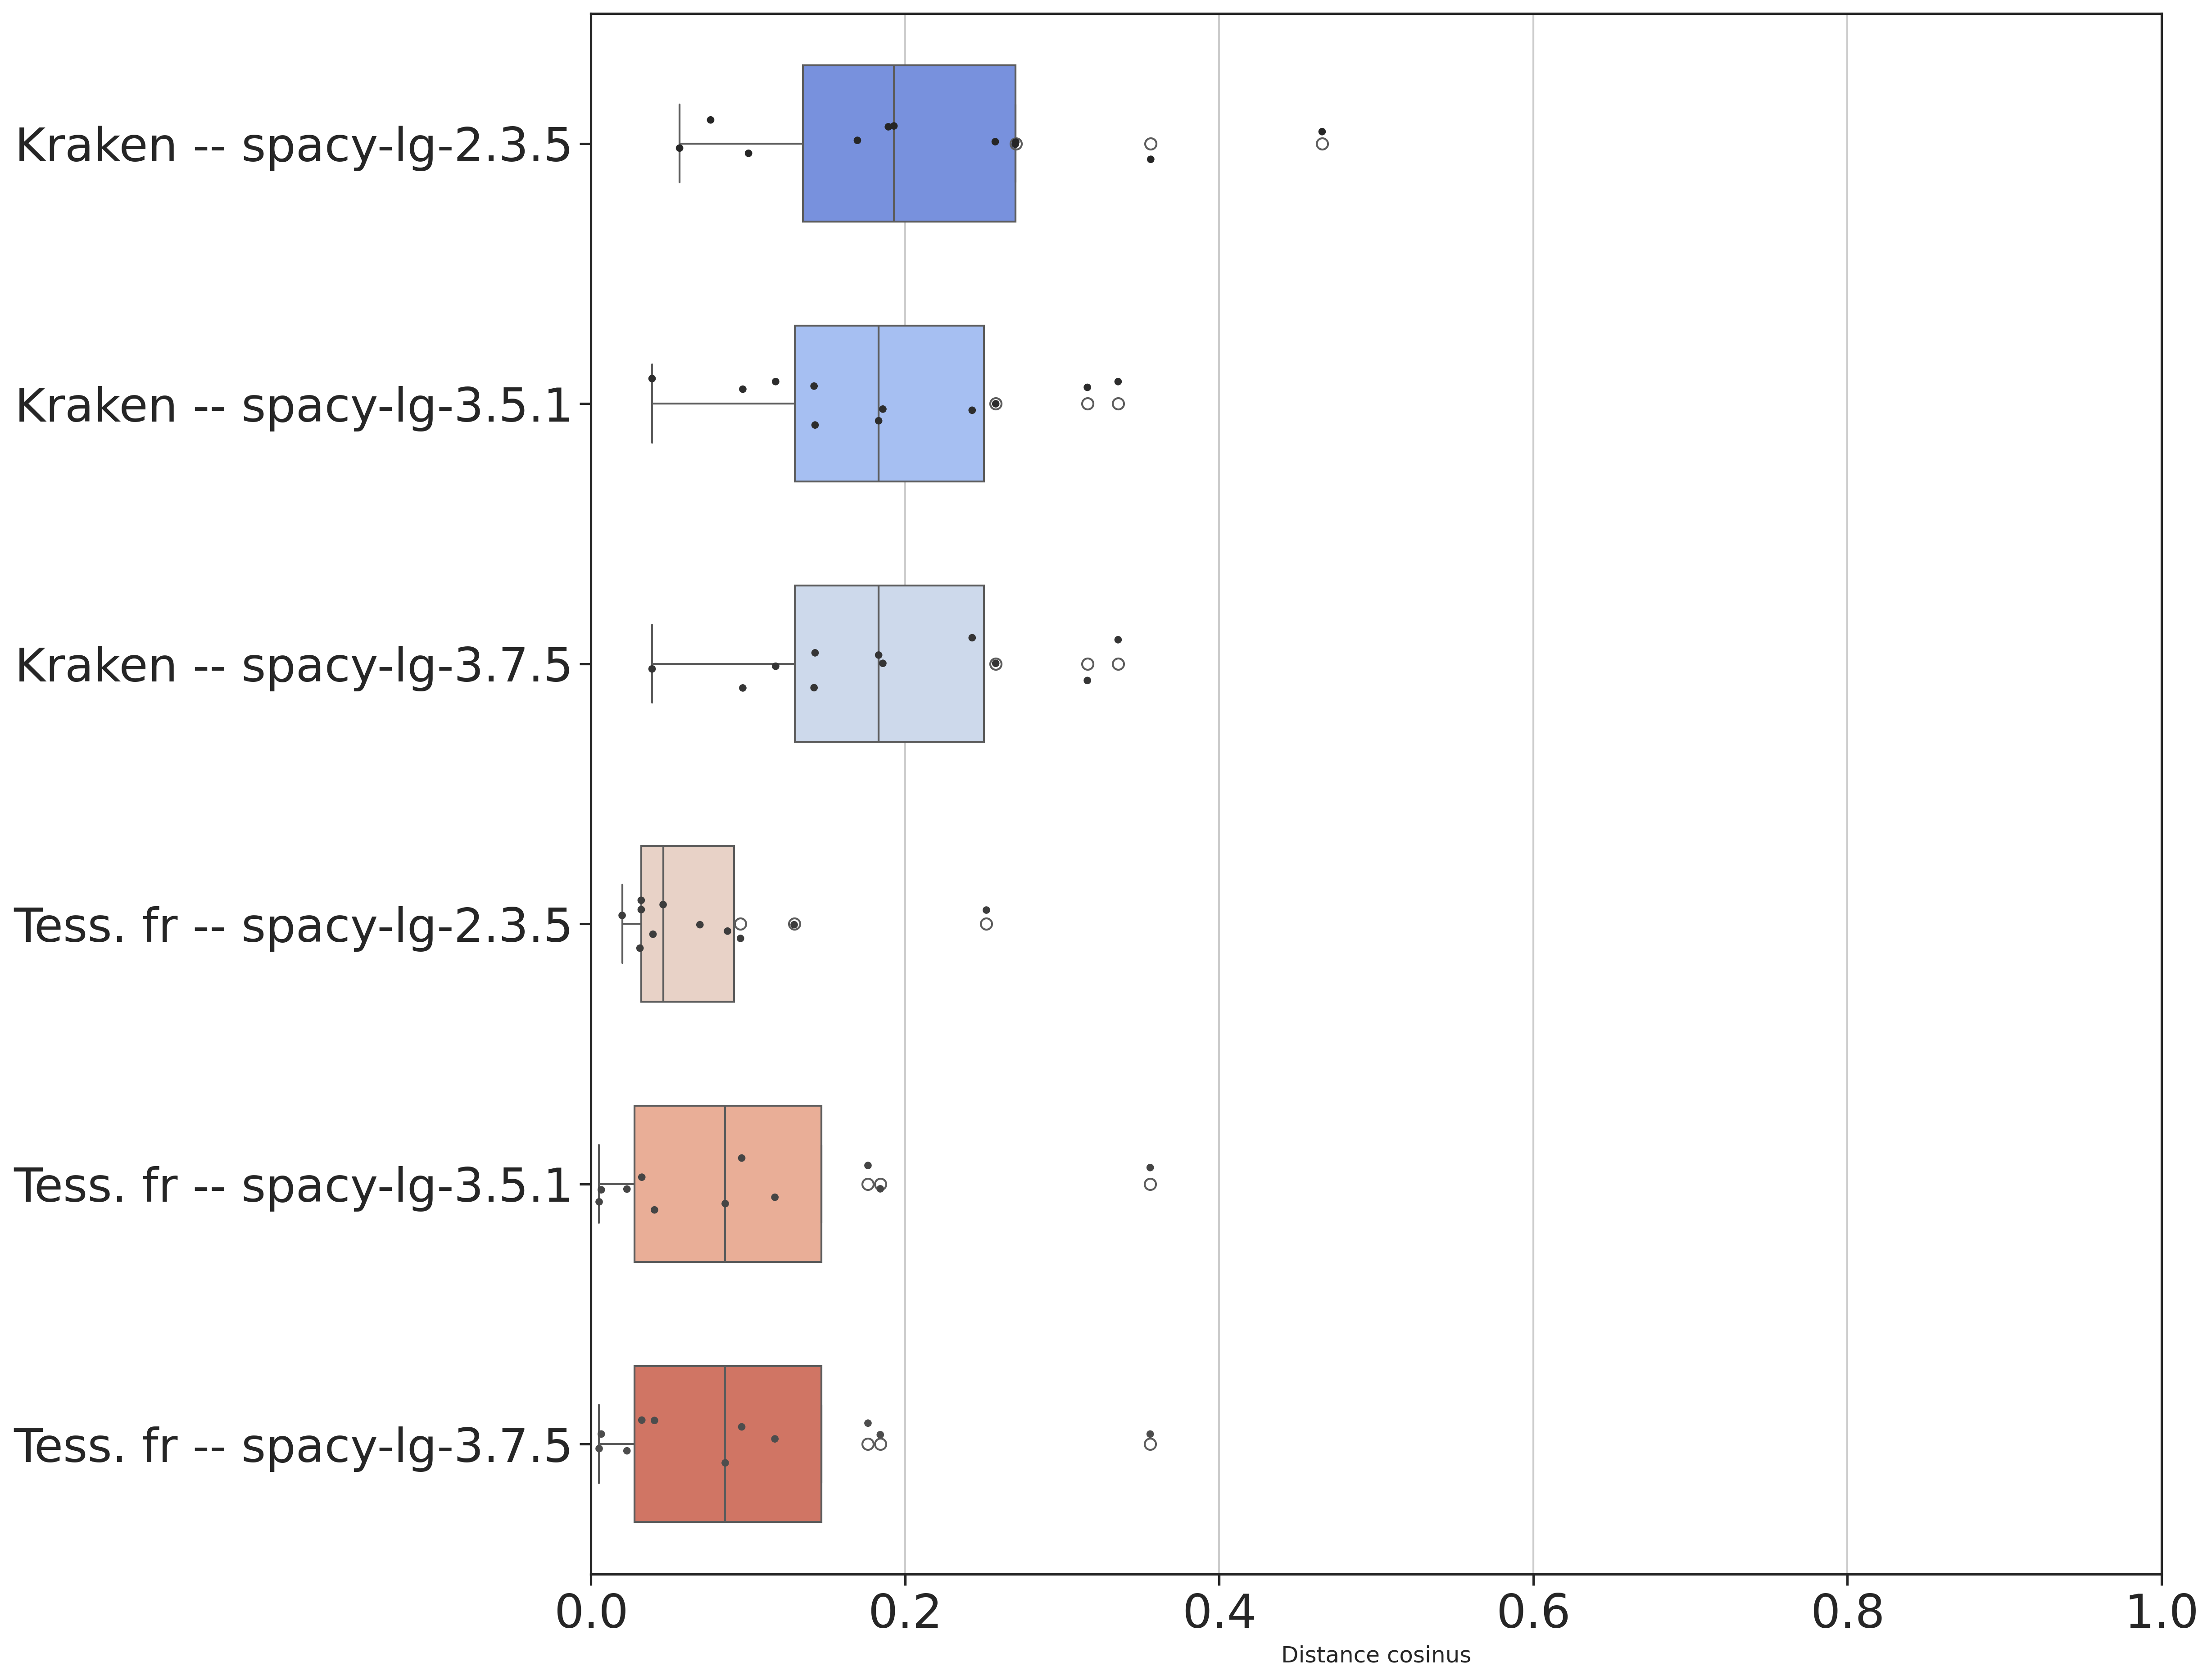 Kraken -- spacy-lg-2.3.5
Kraken -- spacy-lg-3.5.1
Kraken -- spacy-lg-3.7.5
Tess. fr -- spacy-lg-2.3.5
Tess. fr -- spacy-lg-3.5.1
Tess. fr -- spacy-lg-3.7.5
0.0 0.2 0.4 0.6 0.8 1.0
Distance cosinus